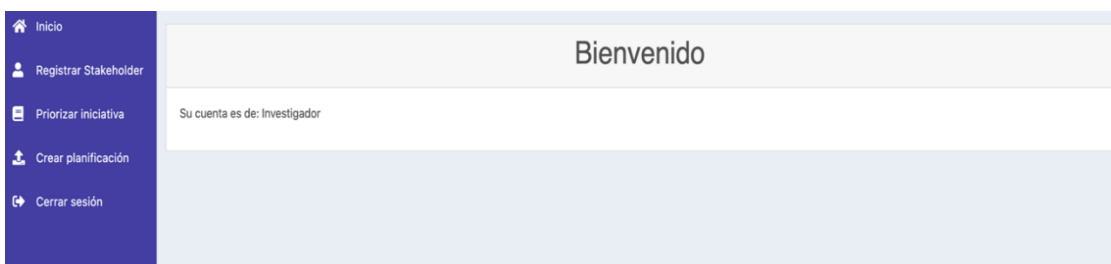 Inicio
Registrar Stakeholder
Priorizar iniciativa
Crear planificación
Cerrar sesión
Bienvenido
Su cuenta es de: Investigador